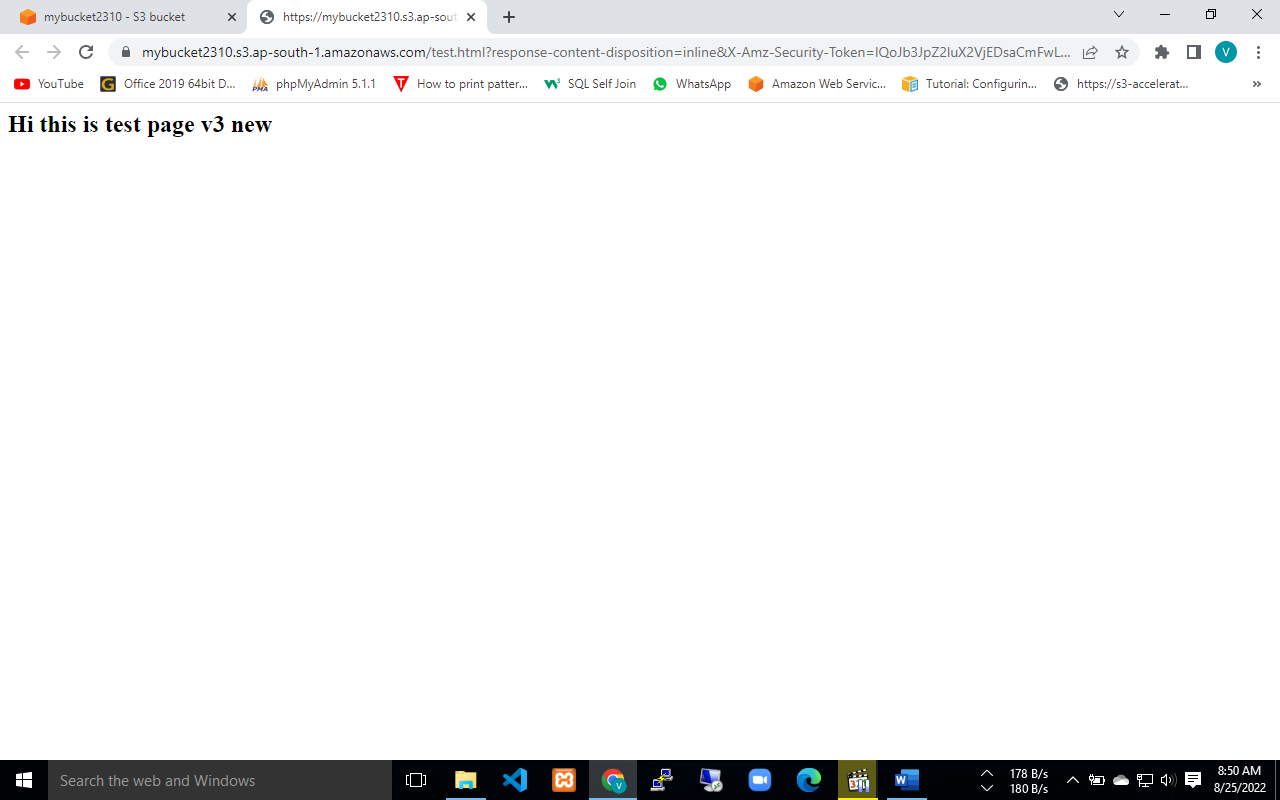 mybucket2310 - S3 bucket
https://mybucket2310.s3.ap-sout
mybucket2310.s3.ap-south-1.amazonaws.com/test.html?response-content-disposition=inline&X-Amz-Security-Token=IQoJb3JpZ2luX2VjEDsaCmFwL...
V
YouTube
G
Office 2019 64bit D...
PMA
phpMyAdmin 5.1.1
T
How to print patter...
W3
SQL Self Join
WhatsApp
Amazon Web Servic...
Tutorial: Configurin...
https://s3-accelerat...
»
Hi this is test page v3 new
Search the web and Windows
V
W
178 B/s
180 B/s
8:50 AM
8/25/2022